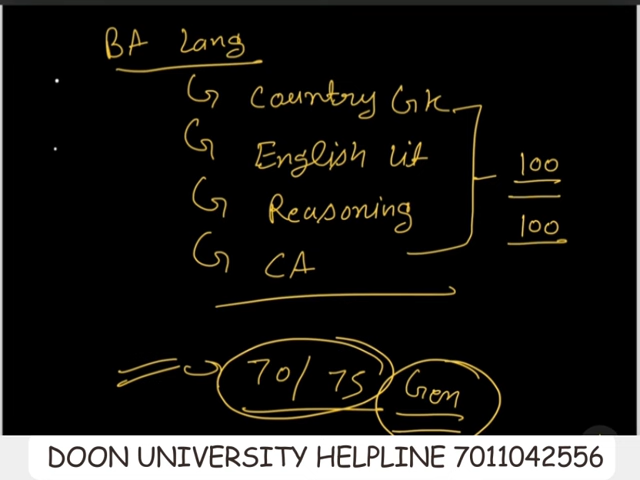 BA Lang
Country GK
English Lit
Reasoning
CA
100
100
70/75 Gen
DOON UNIVERSITY HELPLINE 7011042556